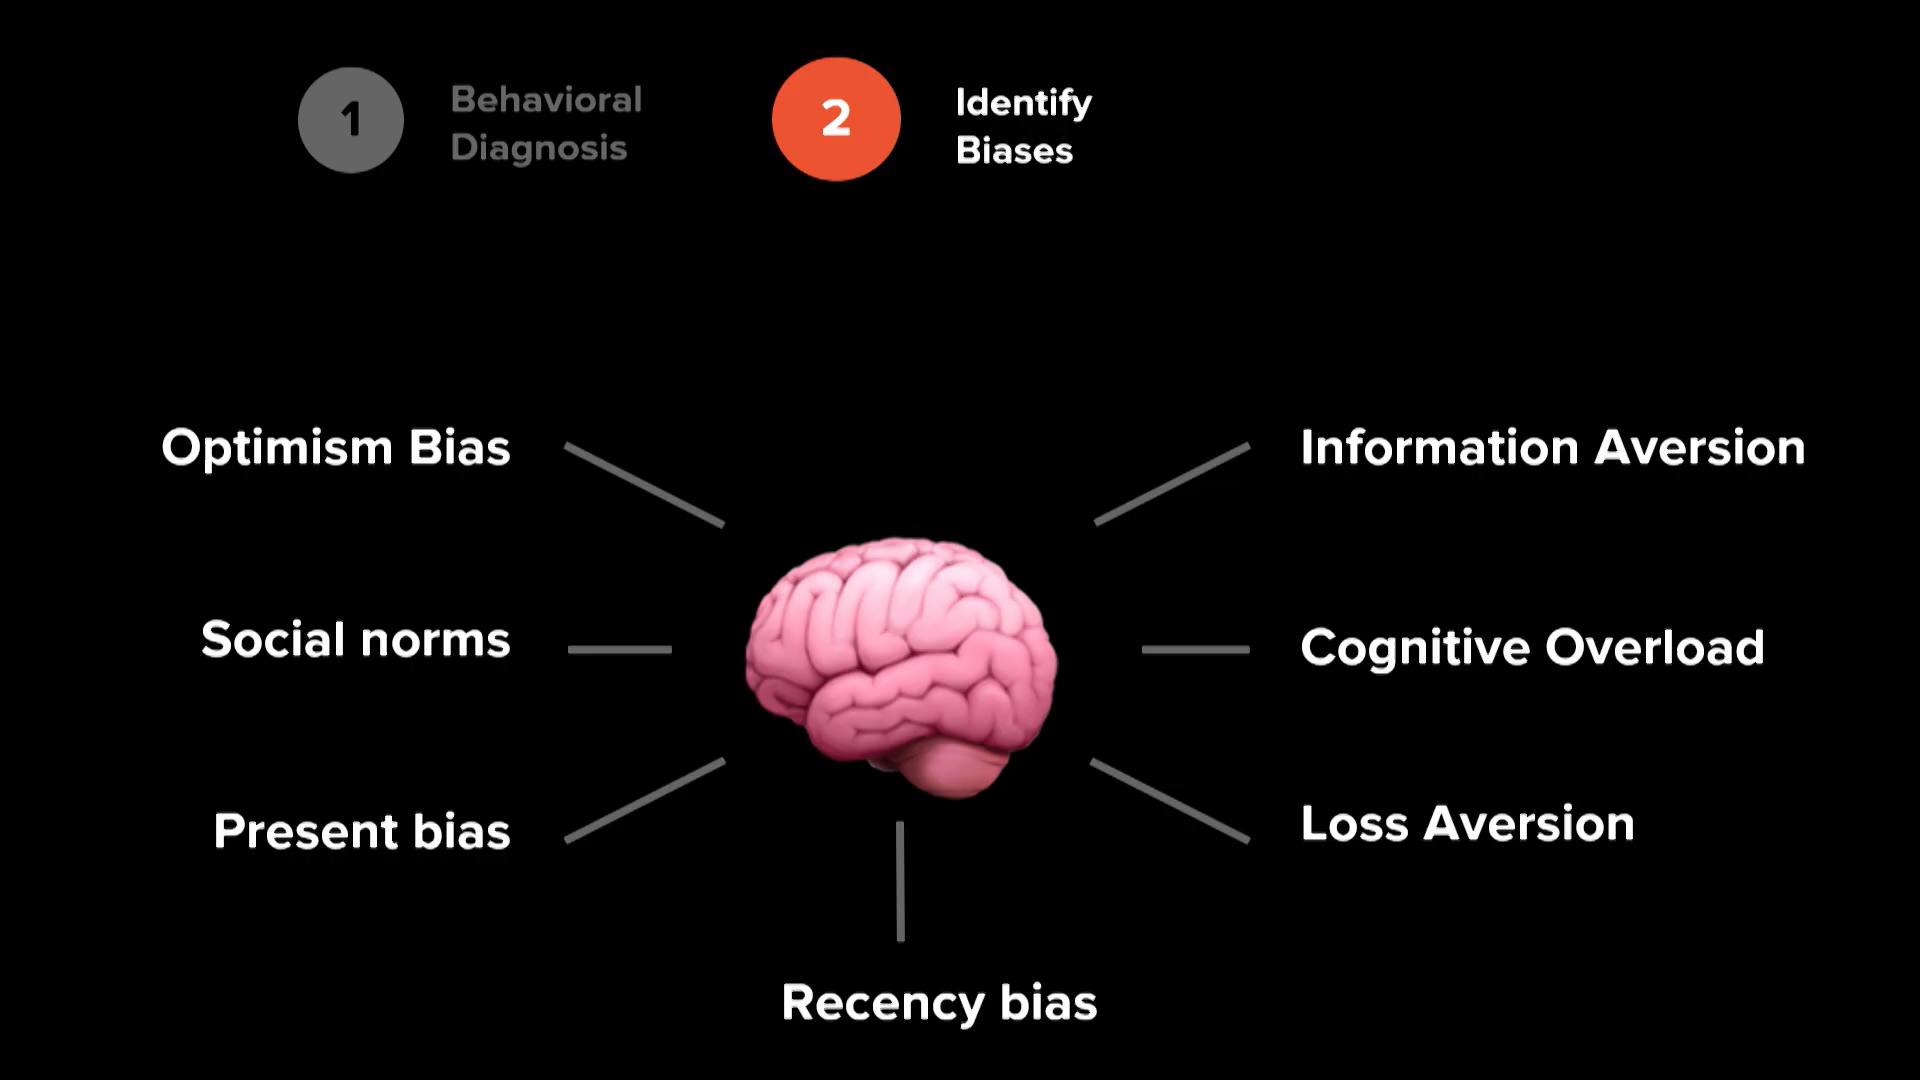 1
Behavioral
Diagnosis
2
Identify
Biases
Optimism Bias
Information Aversion
Social norms
Cognitive Overload
Present bias
Loss Aversion
Recency bias